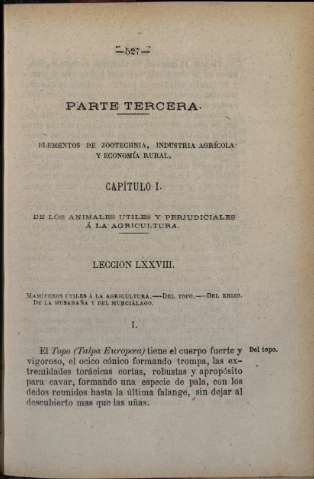 —527—
PARTE TERCERA.
ELEMENTOS DE ZOOTECHNIA, INDUSTRIA AGRÍCOLA
Y ECONOMÍA RURAL.
CAPÍTULO I.
DE LOS ANIMALES UTILES Y PERJUDICIALES
Á LA AGRICULTURA.
LECCION LXXVIII.
MAMÍFEROS ÚTILES Á LA AGRICULTURA.—DEL TOPO.—DEL ERIZO.
DE LA MUSARAÑA Y DEL MURCIÉLAGO.
I.
El Topo (Talpa Europea) tiene el cuerpo fuerte y Del topo.
vigoroso, el ocico cónico formando trompa, las ex-
tremidades torácicas cortas, robustas y apropósito
para cavar, formando una especie de pala, con los
dedos reunidos hasta la última falange, sin dejar al
descubierto mas que las uñas.